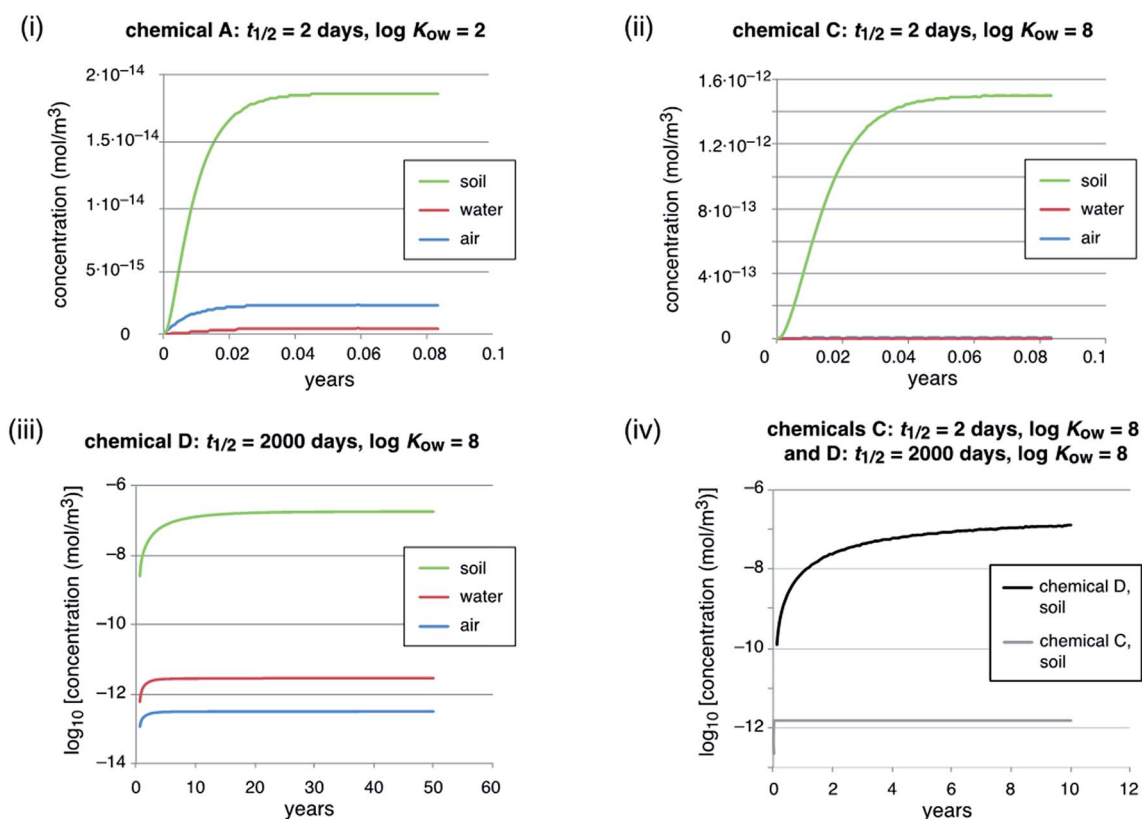 (i)
chemical A: t1/2 = 2 days, log Kow = 2
concentration (mol/m3)
2·10–14
1.5·10–14
1·10–14
5·10–15
0
0
0.02
0.04
0.06
0.08
0.1
years
soil
water
air
(ii)
chemical C: t1/2 = 2 days, log Kow = 8
concentration (mol/m3)
1.6·10–12
1.2·10–12
8·10–13
4·10–13
0
0
0.02
0.04
0.06
0.08
0.1
years
soil
water
air
(iii)
chemical D: t1/2 = 2000 days, log Kow = 8
log10 [concentration (mol/m3)]
–6
–8
–10
–12
–14
0
10
20
30
40
50
60
years
soil
water
air
(iv)
chemicals C: t1/2 = 2 days, log Kow = 8
and D: t1/2 = 2000 days, log Kow = 8
log10 [concentration (mol/m3)]
–6
–8
–10
–12
0
2
4
6
8
10
12
years
chemical D,
soil
chemical C,
soil